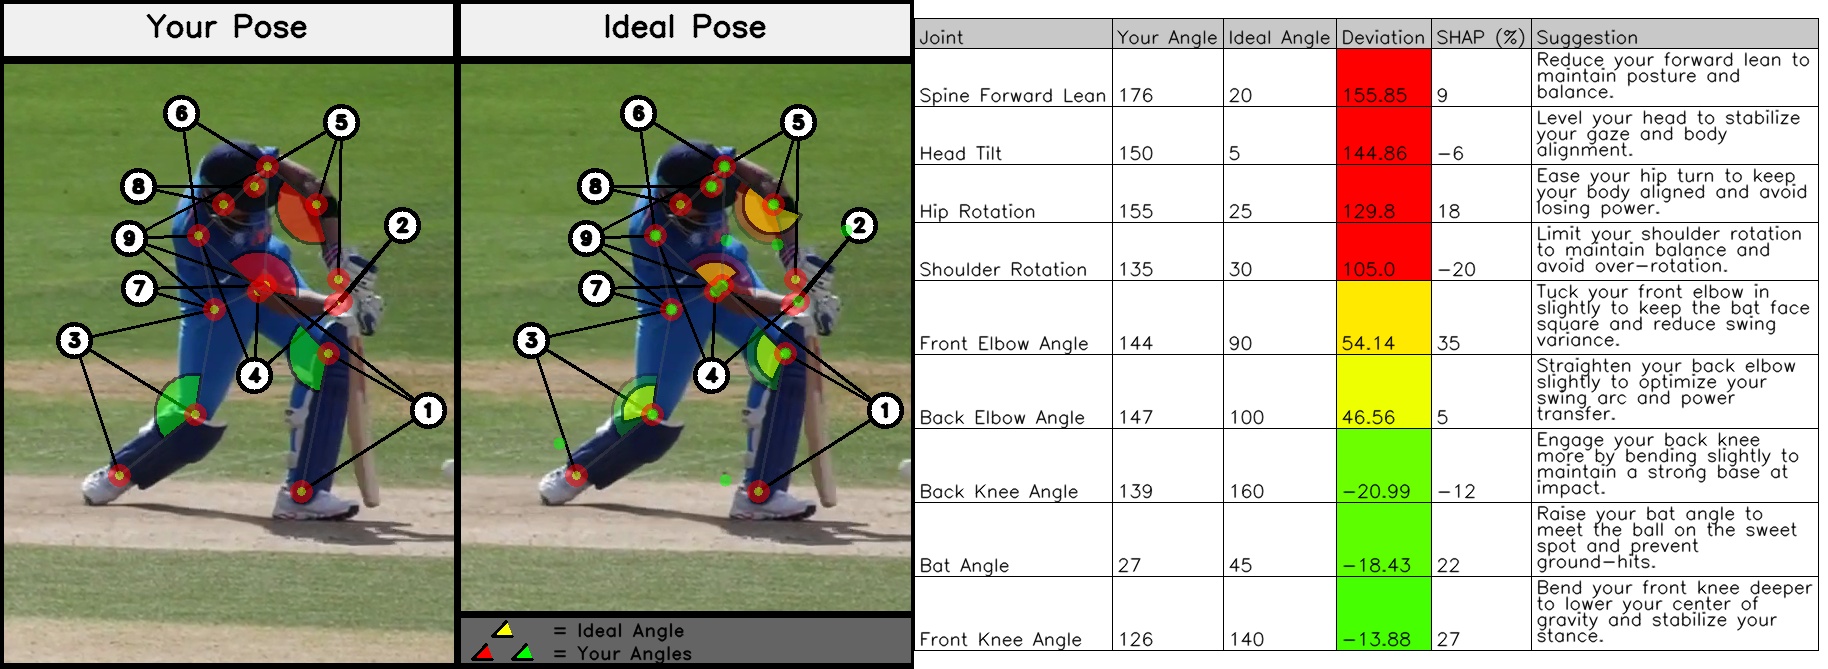 Your Pose
Ideal Pose
6
5
8
2
9
7
3
4
1
6
5
8
2
9
7
3
4
1
= Ideal Angle
= Your Angles
Joint Your Angle Ideal Angle Deviation SHAP (%) Suggestion
Spine Forward Lean 176 20 155.85 9
Reduce your forward lean to
maintain posture and
balance.
Head Tilt 150 5 144.86 -6
Level your head to stabilize
your gaze and body
alignment.
Hip Rotation 155 25 129.8 18
Ease your hip turn to keep
your body aligned and avoid
losing power.
Shoulder Rotation 135 30 105.0 -20
Limit your shoulder rotation
to maintain balance and
avoid over-rotation.
Front Elbow Angle 144 90 54.14 35
Tuck your front elbow in
slightly to keep the bat face
square and reduce swing
variance.
Back Elbow Angle 147 100 46.56 5
Straighten your back elbow
slightly to optimize your
swing arc and power
transfer.
Back Knee Angle 139 160 -20.99 -12
Engage your back knee
more by bending slightly to
maintain a strong base at
impact.
Bat Angle 27 45 -18.43 22
Raise your bat angle to
meet the ball on the sweet
spot and prevent
ground-hits.
Front Knee Angle 126 140 -13.88 27
Bend your front knee deeper
to lower your center of
gravity and stabilize your
stance.